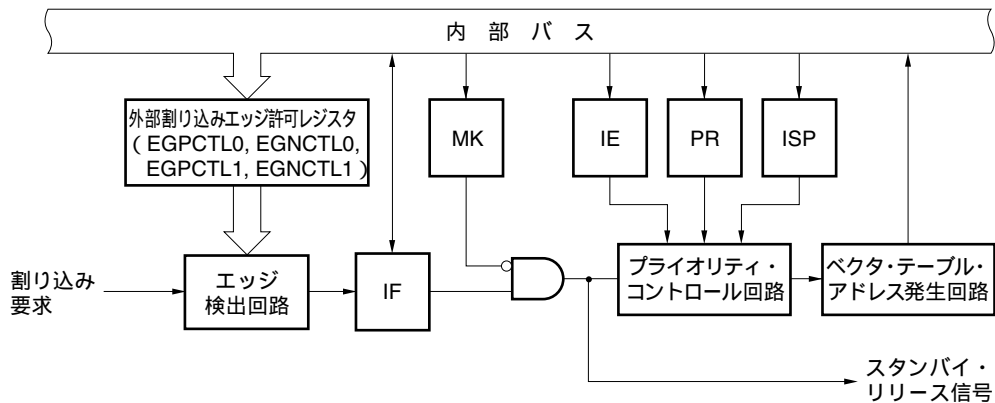 内部バス
外部割り込みエッジ許可レジスタ
(EGPCTL0, EGNCTL0,
EGPCTL1, EGNCTL1)
MK
IE
PR
ISP
割り込み
要求
エッジ
検出回路
IF
プライオリティ・
コントロール回路
ベクタ・テーブル・
アドレス発生回路
スタンバイ・
リリース信号